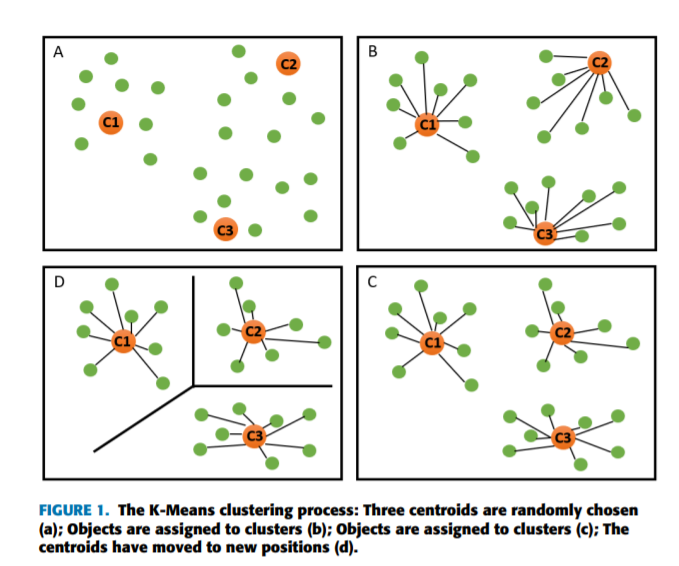 A
C2
C1
C3
B
C2
C1
C3
D
C1
C2
C3
C
C1
C2
C3
FIGURE 1. The K-Means clustering process: Three centroids are randomly chosen
(a); Objects are assigned to clusters (b); Objects are assigned to clusters (c); The
centroids have moved to new positions (d).